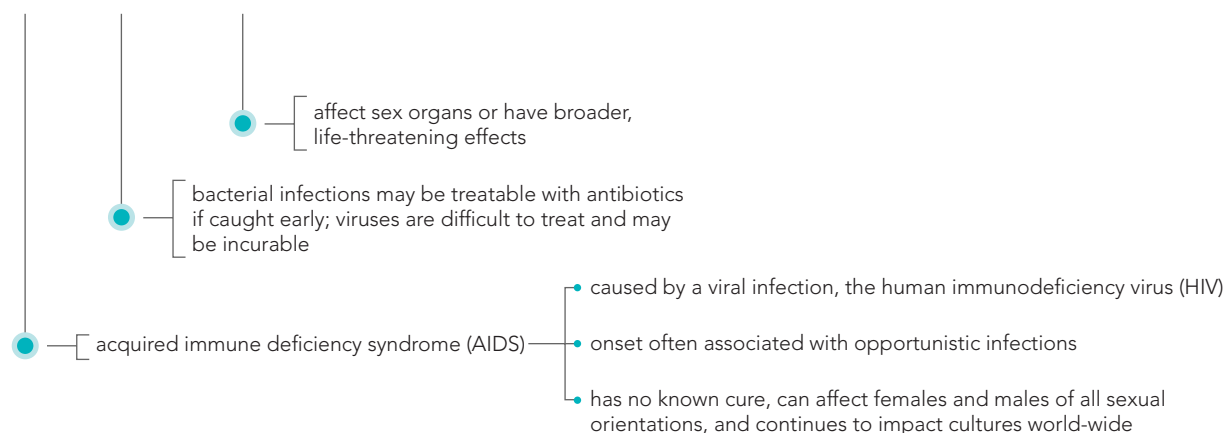 affect sex organs or have broader,
life-threatening effects
bacterial infections may be treatable with antibiotics
if caught early; viruses are difficult to treat and may
be incurable
caused by a viral infection, the human immunodeficiency virus (HIV)
acquired immune deficiency syndrome (AIDS)
onset often associated with opportunistic infections
has no known cure, can affect females and males of all sexual
orientations, and continues to impact cultures world-wide